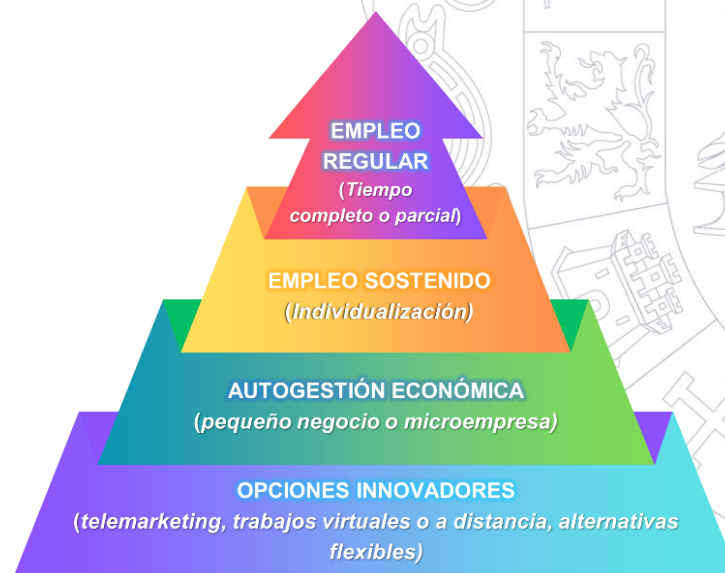 EMPLEO
REGULAR
(Tiempo
completo o parcial)
EMPLEO SOSTENIDO
(Individualización)
AUTOGESTIÓN ECONÓMICA
(pequeño negocio o microempresa)
OPCIONES INNOVADORES
(telemarketing, trabajos virtuales o a distancia, alternativas
flexibles)